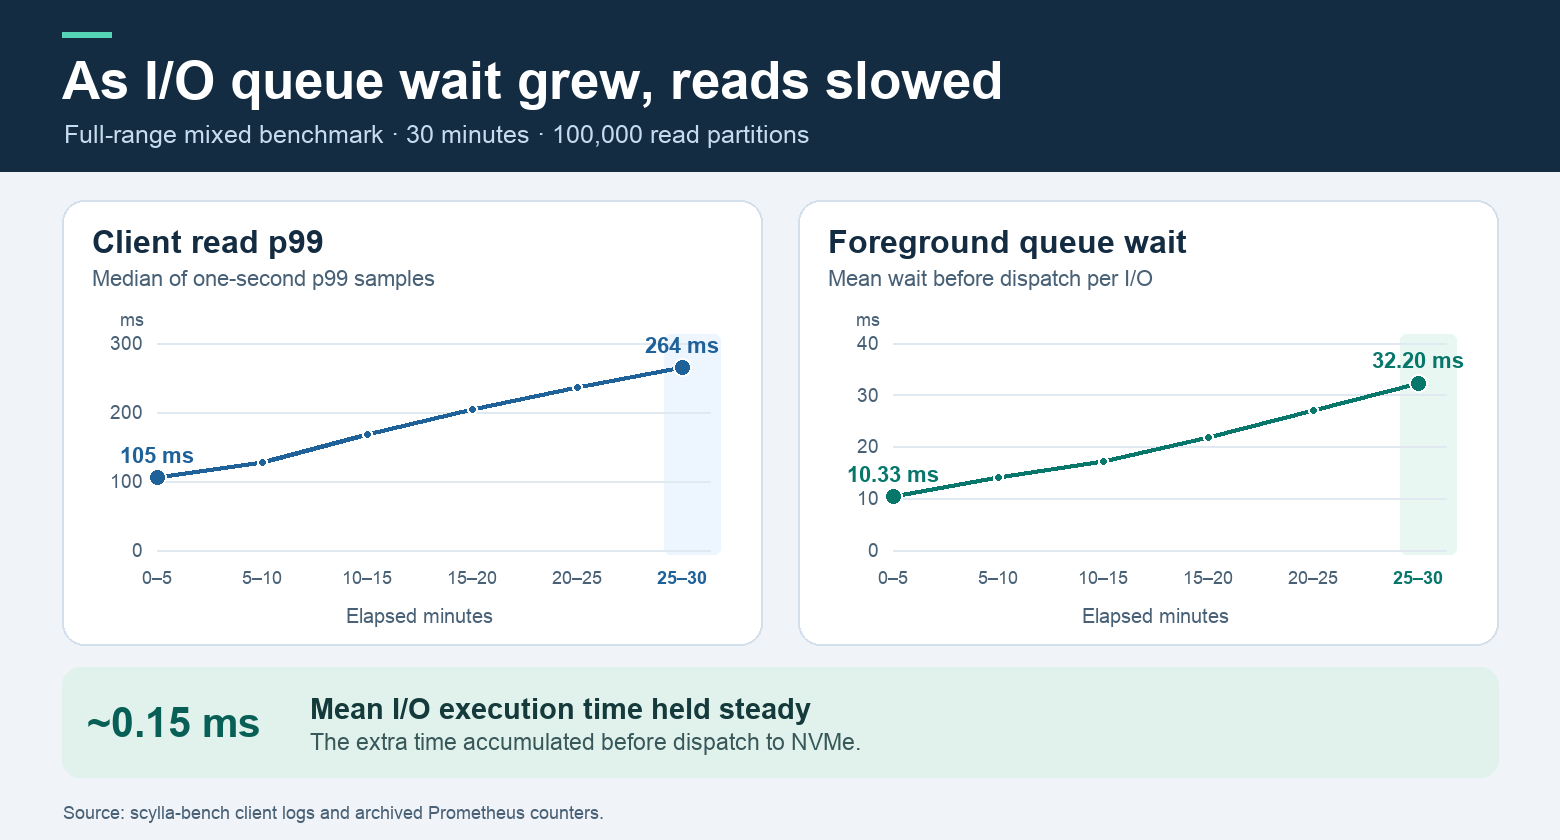 As I/O queue wait grew, reads slowed
Full-range mixed benchmark · 30 minutes · 100,000 read partitions
Client read p99
Median of one-second p99 samples
ms
300
200
100
0
105 ms
264 ms
0–5 5–10 10–15 15–20 20–25 25–30
Elapsed minutes
Foreground queue wait
Mean wait before dispatch per I/O
ms
40
30
20
10
0
10.33 ms
32.20 ms
0–5 5–10 10–15 15–20 20–25 25–30
Elapsed minutes
~0.15 ms
Mean I/O execution time held steady
The extra time accumulated before dispatch to NVMe.
Source: scylla-bench client logs and archived Prometheus counters.